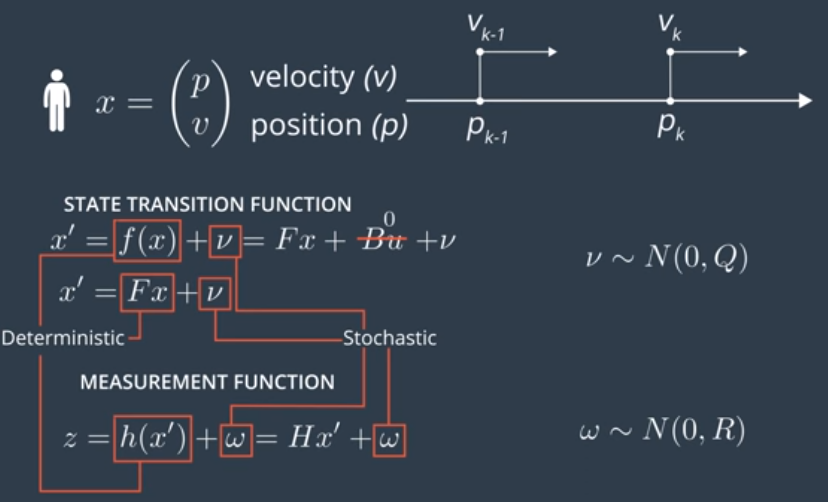 x = (p v)
velocity (v)
position (p)
v_{k-1} v_k
p_{k-1} p_k
STATE TRANSITION FUNCTION
x' = f(x) + ν = Fx + Bu + ν
0
x' = Fx + ν
ν ~ N(0, Q)
Deterministic
Stochastic
MEASUREMENT FUNCTION
z = h(x') + ω = Hx' + ω
ω ~ N(0, R)